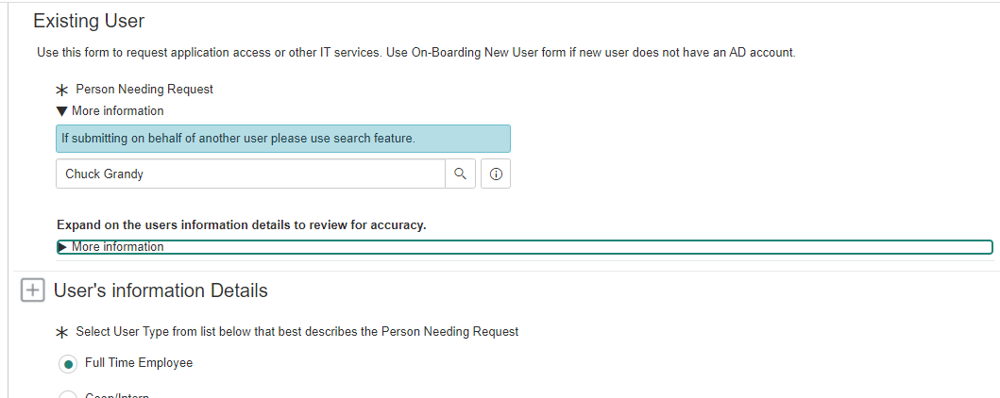 Existing User
Use this form to request application access or other IT services. Use On-Boarding New User form if new user does not have an AD account.
Person Needing Request
More information
If submitting on behalf of another user please use search feature.
Chuck Grandy
Expand on the users information details to review for accuracy.
More information
User's information Details
Select User Type from list below that best describes the Person Needing Request
Full Time Employee